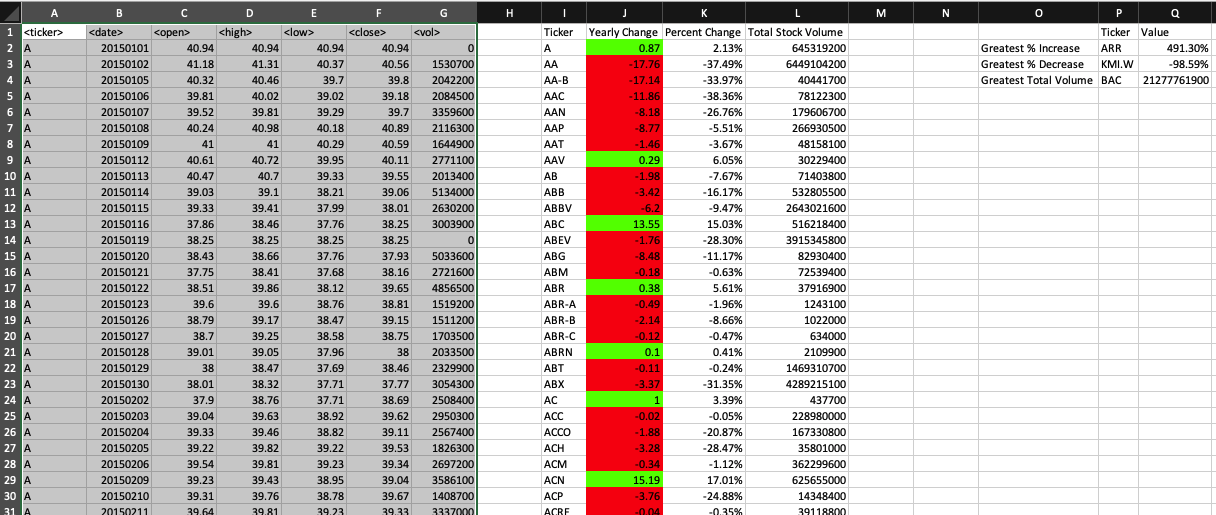 A B C D E F G H I J K L M N O P Q
1 <ticker> <date> <open> <high> <low> <close> <vol> Ticker Yearly Change Percent Change Total Stock Volume Ticker Value
2 A 20150101 40.94 40.94 40.94 40.94 0 A 0.87 2.13% 645319200 Greatest % Increase ARR 491.30%
3 A 20150102 41.18 41.31 40.37 40.56 1530700 AA -17.76 -37.49% 6449104200 Greatest % Decrease KMI.W -98.59%
4 A 20150105 40.32 40.46 39.7 39.8 2042200 AA-B -17.14 -33.97% 40441700 Greatest Total Volume BAC 21277761900
5 A 20150106 39.81 40.02 39.02 39.18 2084500 AAC -11.86 -38.36% 78122300
6 A 20150107 39.52 39.81 39.29 39.7 3359600 AAN -8.18 -26.76% 179606700
7 A 20150108 40.24 40.98 40.18 40.89 2116300 AAP -8.77 -5.51% 266930500
8 A 20150109 41 41 40.29 40.59 1644900 AAT -1.46 -3.67% 48158100
9 A 20150112 40.61 40.72 39.95 40.11 2771100 AAV 0.29 6.05% 30229400
10 A 20150113 40.47 40.7 39.33 39.55 2013400 AB -1.98 -7.67% 71403800
11 A 20150114 39.03 39.1 38.21 39.06 5134000 ABB -3.42 -16.17% 532805500
12 A 20150115 39.33 39.41 37.99 38.01 2630200 ABBV -6.2 -9.47% 2643021600
13 A 20150116 37.86 38.46 37.76 38.25 3003900 ABC 13.55 15.03% 516218400
14 A 20150119 38.25 38.25 38.25 38.25 0 ABEV -1.76 -28.30% 3915345800
15 A 20150120 38.43 38.66 37.76 37.93 5033600 ABG -8.48 -11.17% 82930400
16 A 20150121 37.75 38.41 37.68 38.16 2721600 ABM -0.18 -0.63% 72539400
17 A 20150122 38.51 39.86 38.12 39.65 4856500 ABR 0.38 5.61% 37916900
18 A 20150123 39.6 39.6 38.76 38.81 1519200 ABR-A -0.49 -1.96% 1243100
19 A 20150126 38.79 39.17 38.47 39.15 1511200 ABR-B -2.14 -8.66% 1022000
20 A 20150127 38.7 39.25 38.58 38.75 1703500 ABR-C -0.12 -0.47% 634000
21 A 20150128 39.01 39.05 37.96 38 2033500 ABRN 0.1 0.41% 2109900
22 A 20150129 38 38.47 37.69 38.46 2329900 ABT -0.11 -0.24% 1469310700
23 A 20150130 38.01 38.32 37.71 37.77 3054300 ABX -3.37 -31.35% 4289215100
24 A 20150202 37.9 38.76 37.71 38.69 2508400 AC 1 3.39% 437700
25 A 20150203 39.04 39.63 38.92 39.62 2950300 ACC -0.02 -0.05% 228980000
26 A 20150204 39.33 39.46 38.82 39.11 2567400 ACCO -1.88 -20.87% 167330800
27 A 20150205 39.22 39.82 39.22 39.53 1826300 ACH -3.28 -28.47% 35801000
28 A 20150206 39.54 39.81 39.23 39.34 2697200 ACM -0.34 -1.12% 362299600
29 A 20150209 39.23 39.43 38.95 39.04 3586100 ACN 15.19 17.01% 625655000
30 A 20150210 39.31 39.76 38.78 39.67 1408700 ACP -3.76 -24.88% 14348400
31 A 20150211 39.64 39.81 39.23 39.33 3337000 ACRE -0.04 -0.35% 39118800